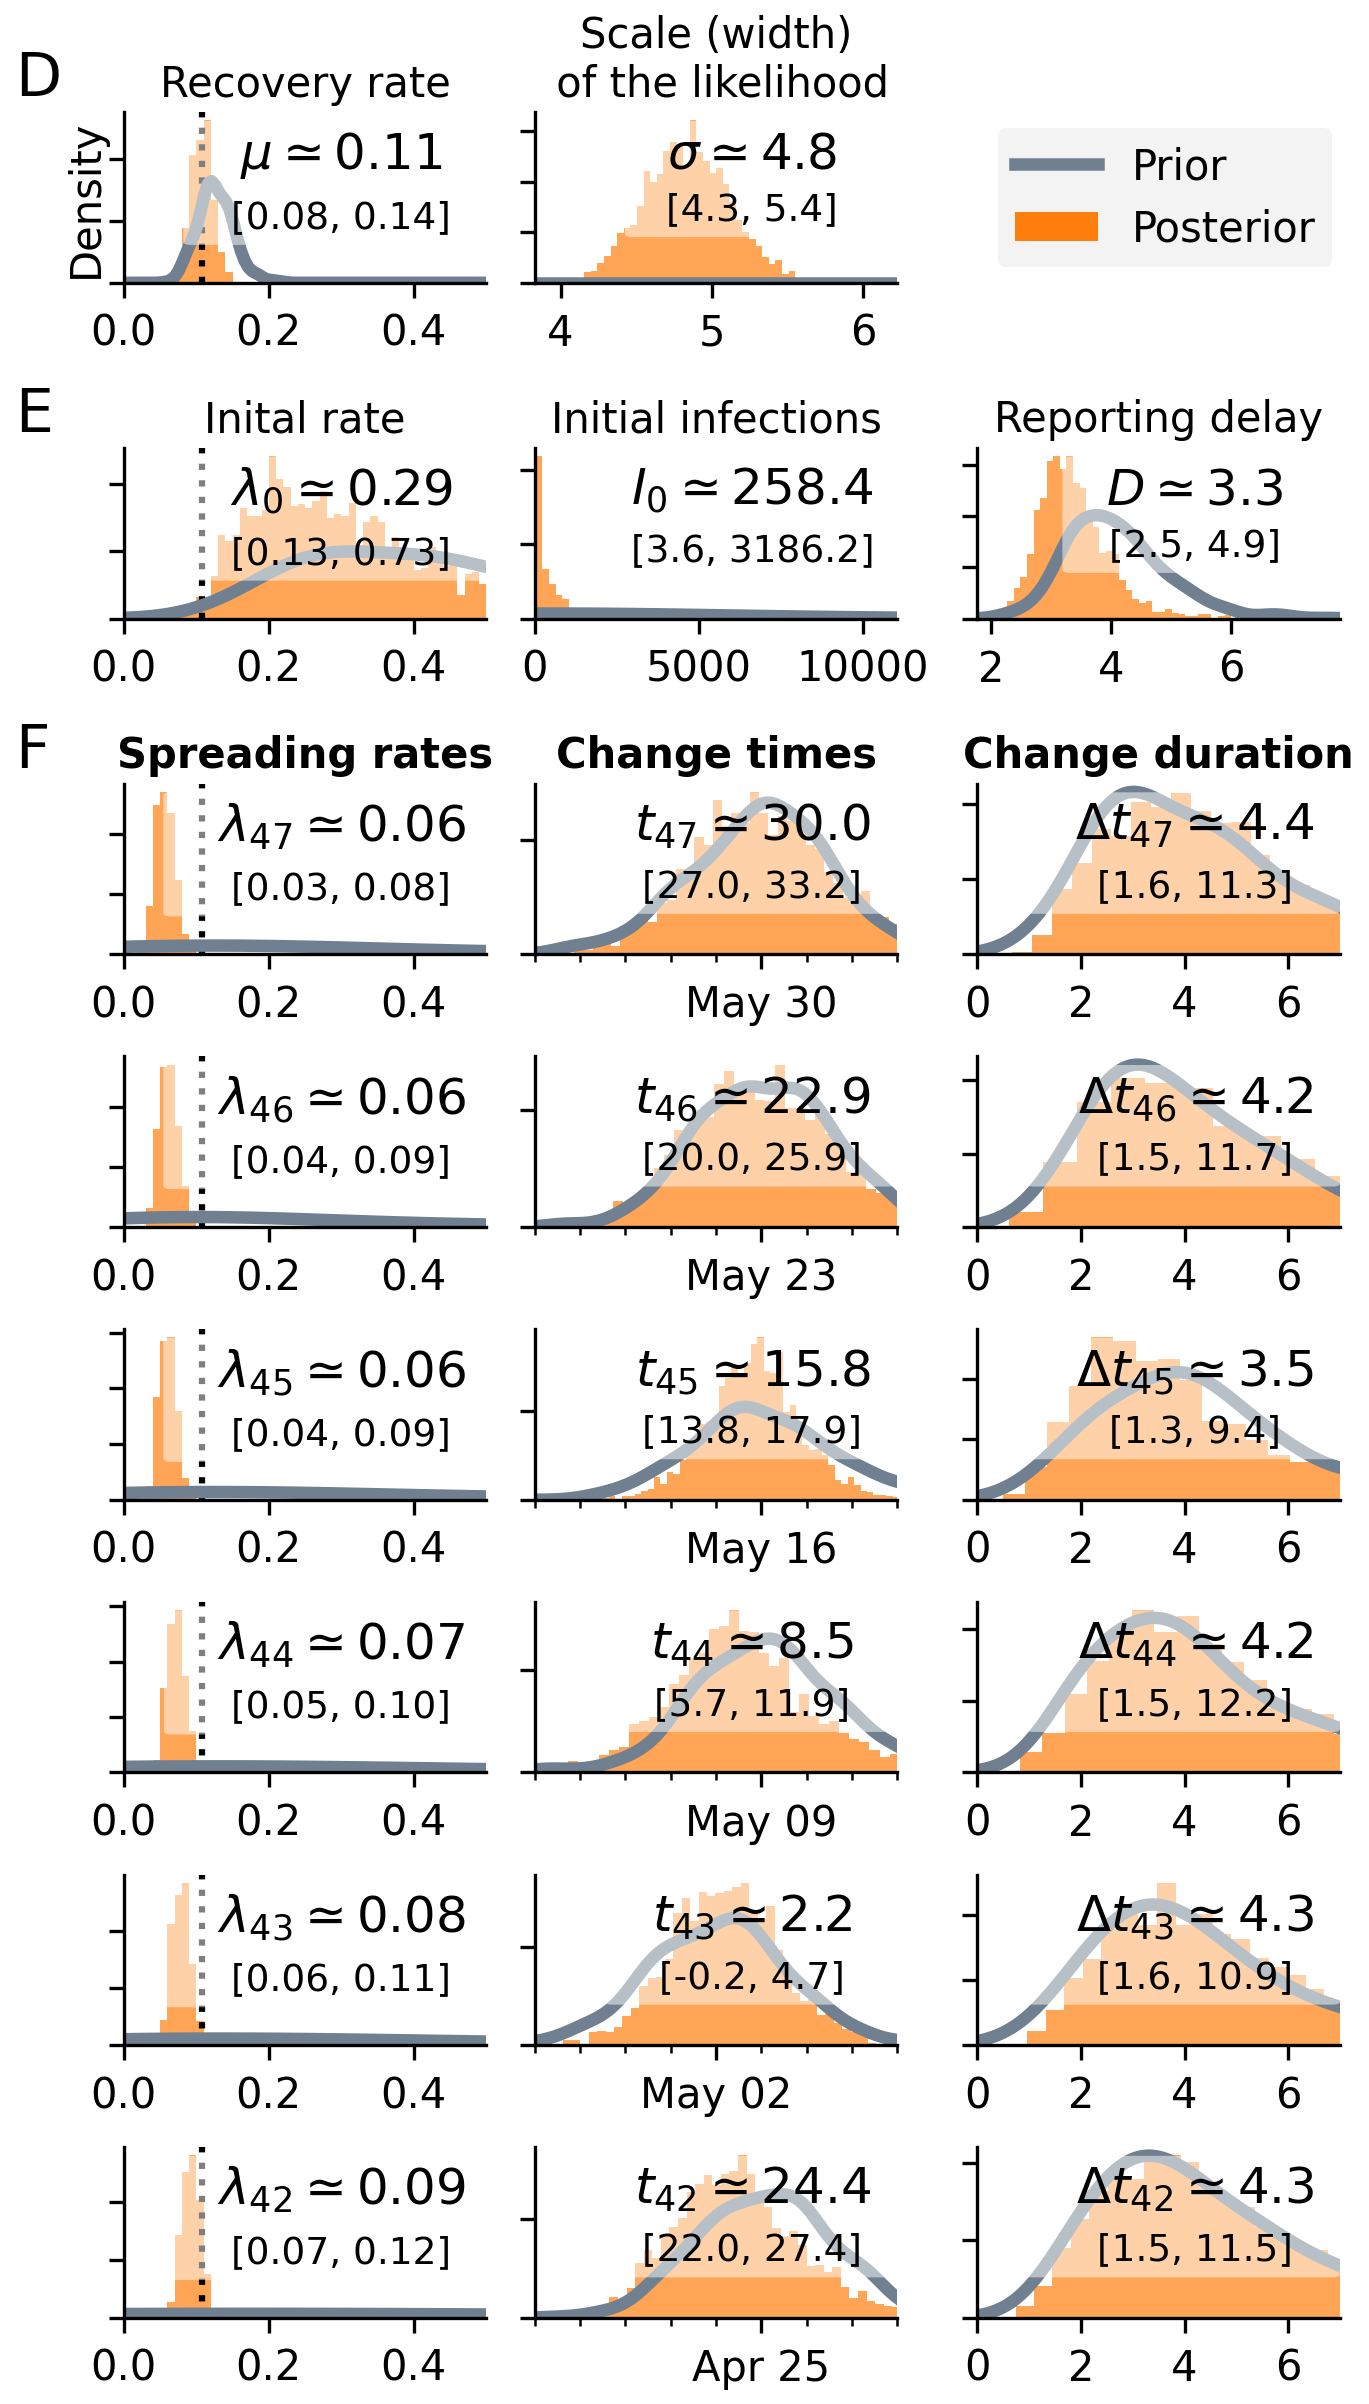 D
Recovery rate
Scale (width)
of the likelihood
Density
μ ≃ 0.11
[0.08, 0.14]
0.0 0.2 0.4
σ ≃ 4.8
[4.3, 5.4]
4 5 6
Prior
Posterior
E
Inital rate
λ0 ≃ 0.29
[0.13, 0.73]
0.0 0.2 0.4
Initial infections
I0 ≃ 258.4
[3.6, 3186.2]
0 5000 10000
Reporting delay
D ≃ 3.3
[2.5, 4.9]
2 4 6
F
Spreading rates
Change times
Change duration
λ47 ≃ 0.06
[0.03, 0.08]
0.0 0.2 0.4
t47 ≃ 30.0
[27.0, 33.2]
May 30
Δt47 ≃ 4.4
[1.6, 11.3]
0 2 4 6
λ46 ≃ 0.06
[0.04, 0.09]
0.0 0.2 0.4
t46 ≃ 22.9
[20.0, 25.9]
May 23
Δt46 ≃ 4.2
[1.5, 11.7]
0 2 4 6
λ45 ≃ 0.06
[0.04, 0.09]
0.0 0.2 0.4
t45 ≃ 15.8
[13.8, 17.9]
May 16
Δt45 ≃ 3.5
[1.3, 9.4]
0 2 4 6
λ44 ≃ 0.07
[0.05, 0.10]
0.0 0.2 0.4
t44 ≃ 8.5
[5.7, 11.9]
May 09
Δt44 ≃ 4.2
[1.5, 12.2]
0 2 4 6
λ43 ≃ 0.08
[0.06, 0.11]
0.0 0.2 0.4
t43 ≃ 2.2
[-0.2, 4.7]
May 02
Δt43 ≃ 4.3
[1.6, 10.9]
0 2 4 6
λ42 ≃ 0.09
[0.07, 0.12]
0.0 0.2 0.4
t42 ≃ 24.4
[22.0, 27.4]
Apr 25
Δt42 ≃ 4.3
[1.5, 11.5]
0 2 4 6